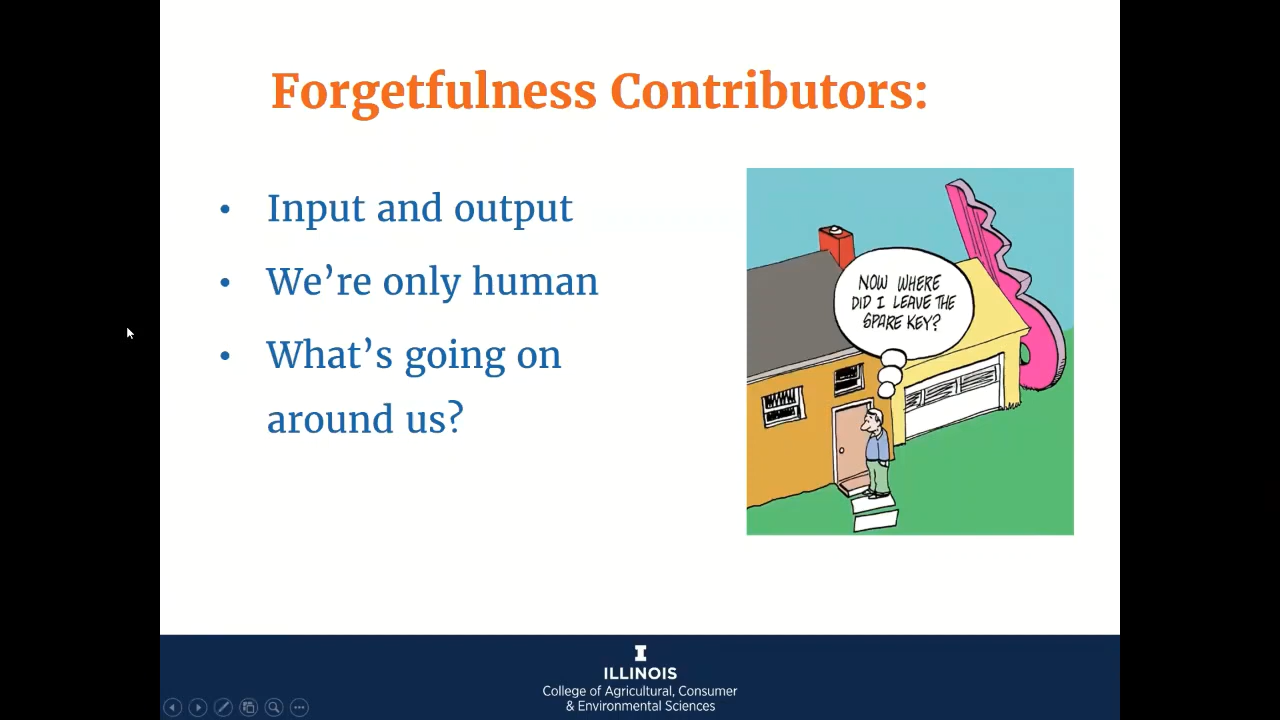 Forgetfulness Contributors:
• Input and output
• We’re only human
• What’s going on
around us?
NOW WHERE
DID I LEAVE THE
SPARE KEY?
I
ILLINOIS
College of Agricultural, Consumer
& Environmental Sciences